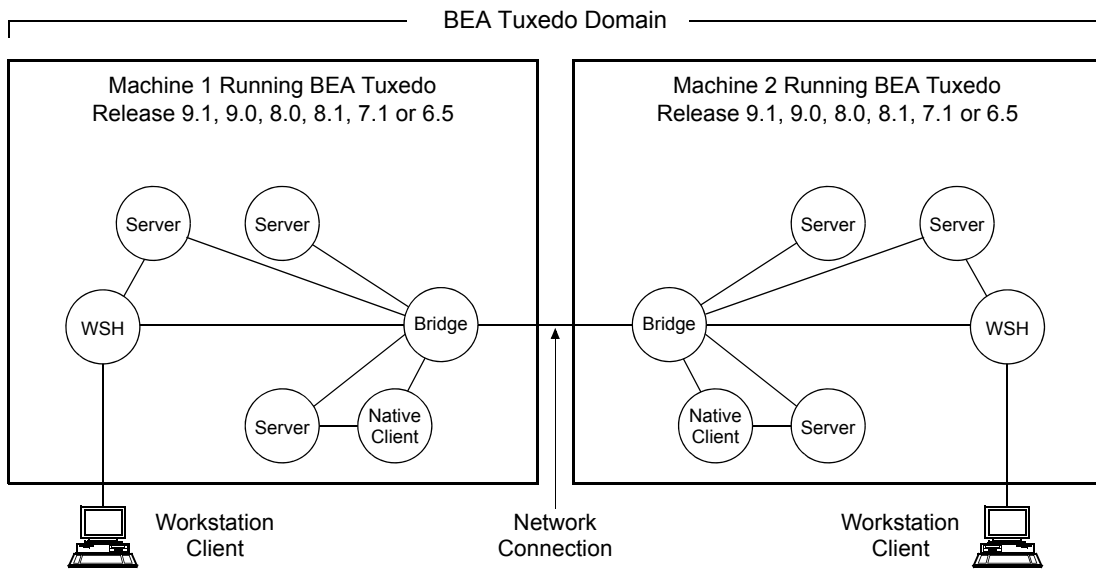 BEA Tuxedo Domain
Machine 1 Running BEA Tuxedo
Release 9.1, 9.0, 8.0, 8.1, 7.1 or 6.5
Machine 2 Running BEA Tuxedo
Release 9.1, 9.0, 8.0, 8.1, 7.1 or 6.5
Server
Server
WSH
Bridge
Server
Native
Client
Server
Server
Bridge
WSH
Native
Client
Server
Workstation
Client
Network
Connection
Workstation
Client